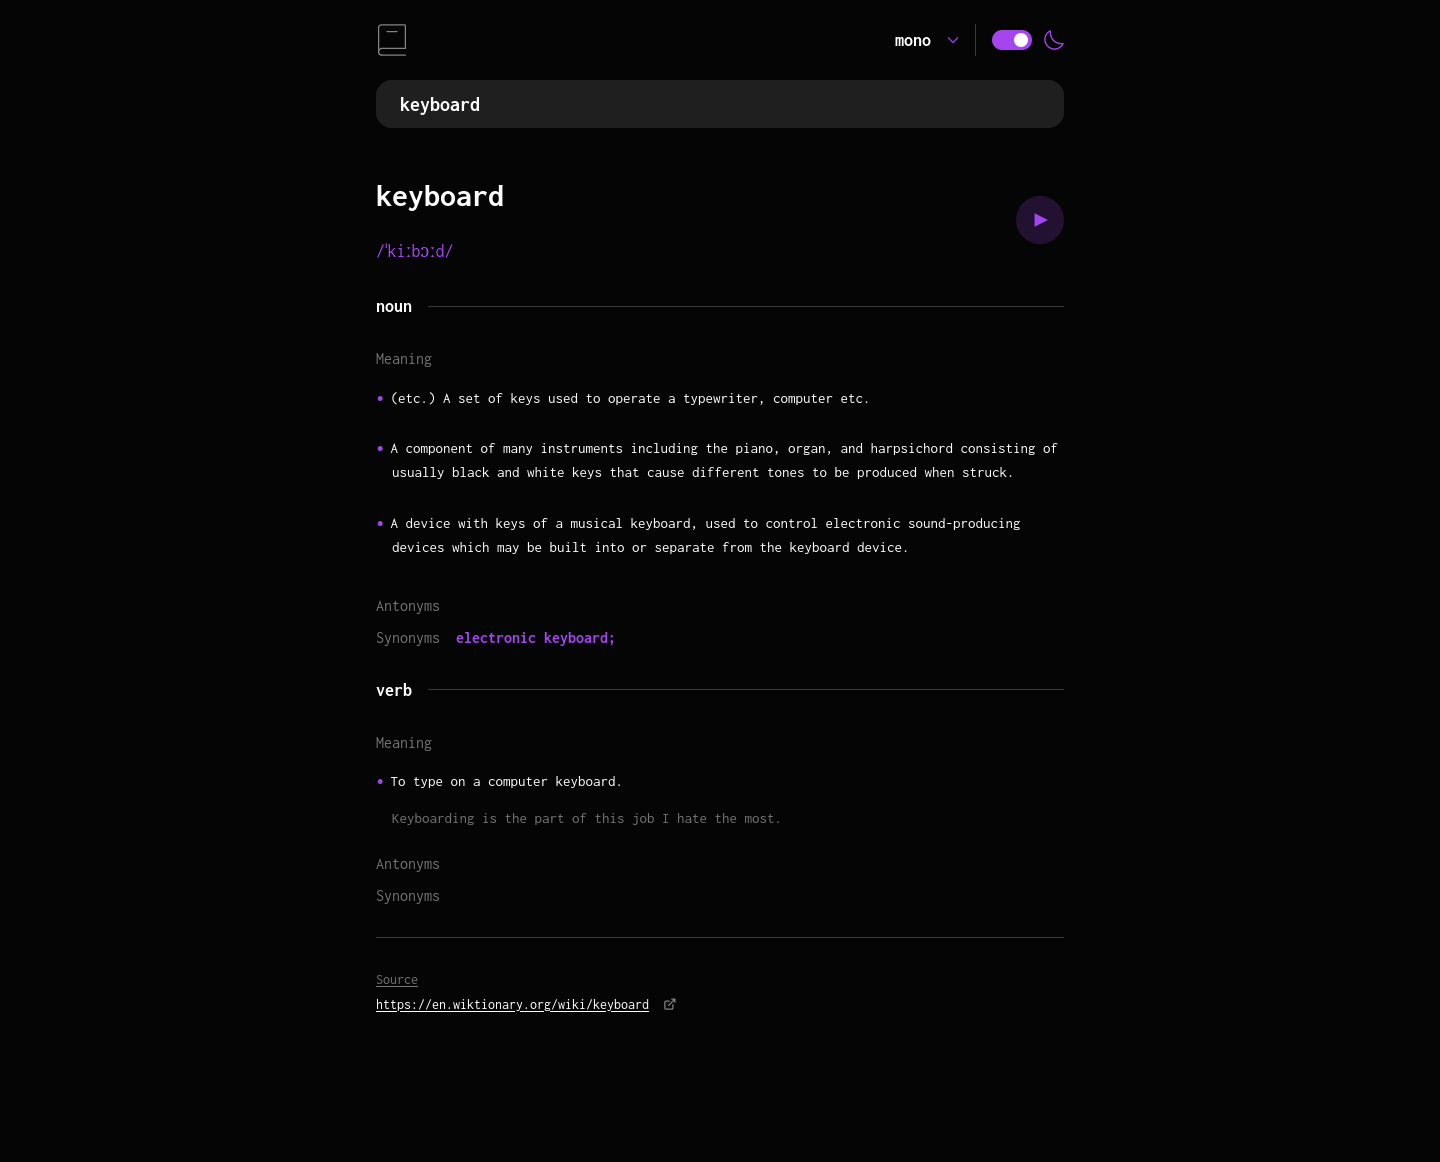 mono
keyboard
keyboard
/ˈkiːbɔːd/
noun
Meaning
• (etc.) A set of keys used to operate a typewriter, computer etc.
• A component of many instruments including the piano, organ, and harpsichord consisting of
usually black and white keys that cause different tones to be produced when struck.
• A device with keys of a musical keyboard, used to control electronic sound-producing
devices which may be built into or separate from the keyboard device.
Antonyms
Synonyms electronic keyboard;
verb
Meaning
• To type on a computer keyboard.
Keyboarding is the part of this job I hate the most.
Antonyms
Synonyms
Source
https://en.wiktionary.org/wiki/keyboard